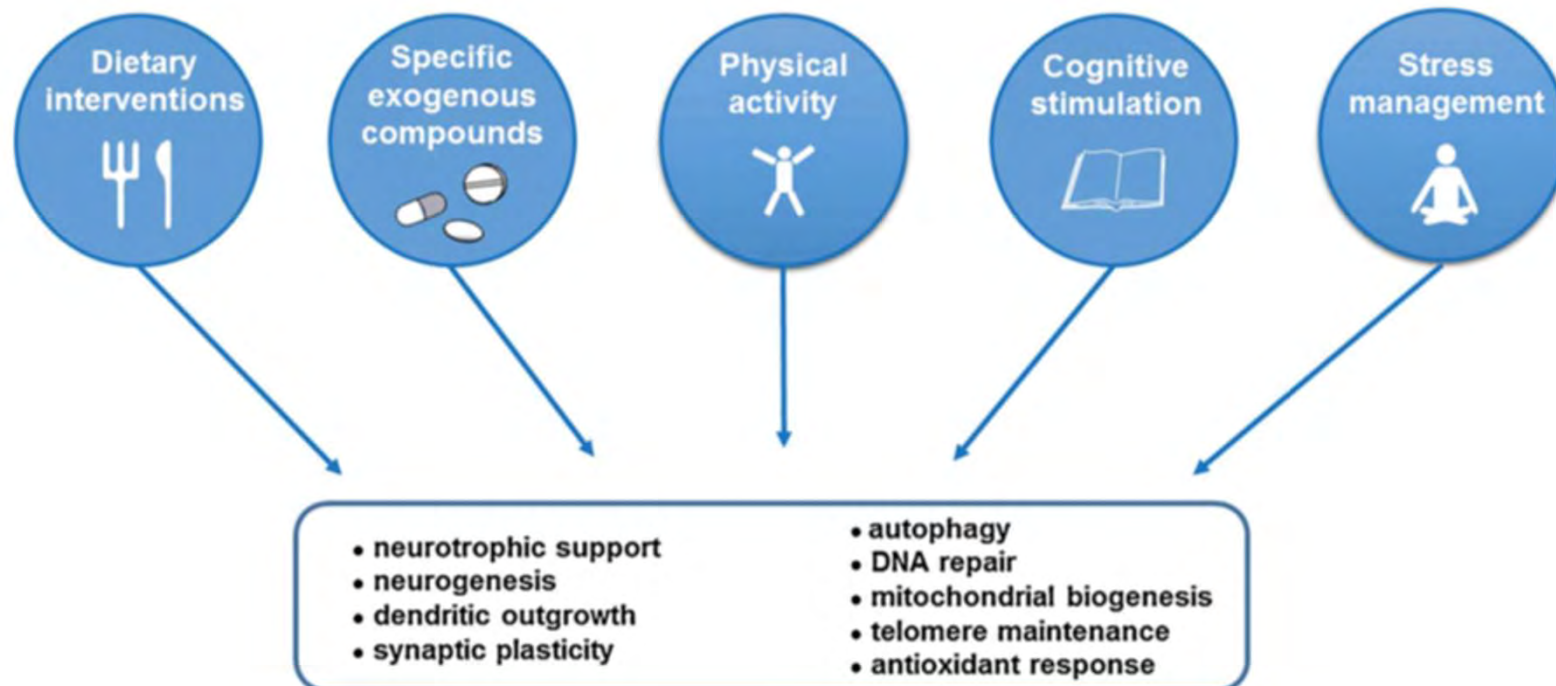 Dietary
interventions
Specific
exogenous
compounds
Physical
activity
Cognitive
stimulation
Stress
management
• neurotrophic support
• neurogenesis
• dendritic outgrowth
• synaptic plasticity
• autophagy
• DNA repair
• mitochondrial biogenesis
• telomere maintenance
• antioxidant response